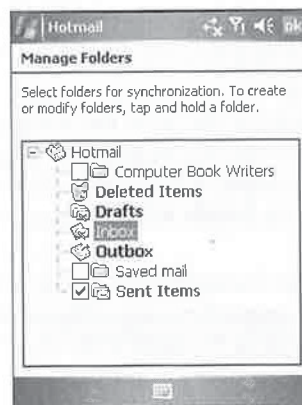 Hotmail ok
Manage Folders
Select folders for synchronization. To create
or modify folders, tap and hold a folder.
Hotmail
Computer Book Writers
Deleted Items
Drafts
Inbox
Outbox
Saved mail
Sent Items